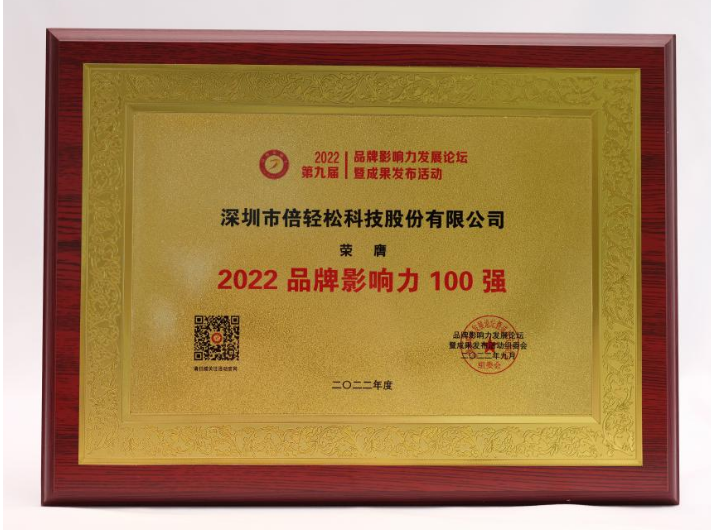 2022
第九届
品牌影响力发展论坛
暨成果发布活动
深圳市倍轻松科技股份有限公司
荣膺
2022 品牌影响力 100 强
品牌影响力发展论坛
暨成果发布活动组委会
二〇二二年九月
组委会
二〇二二年度